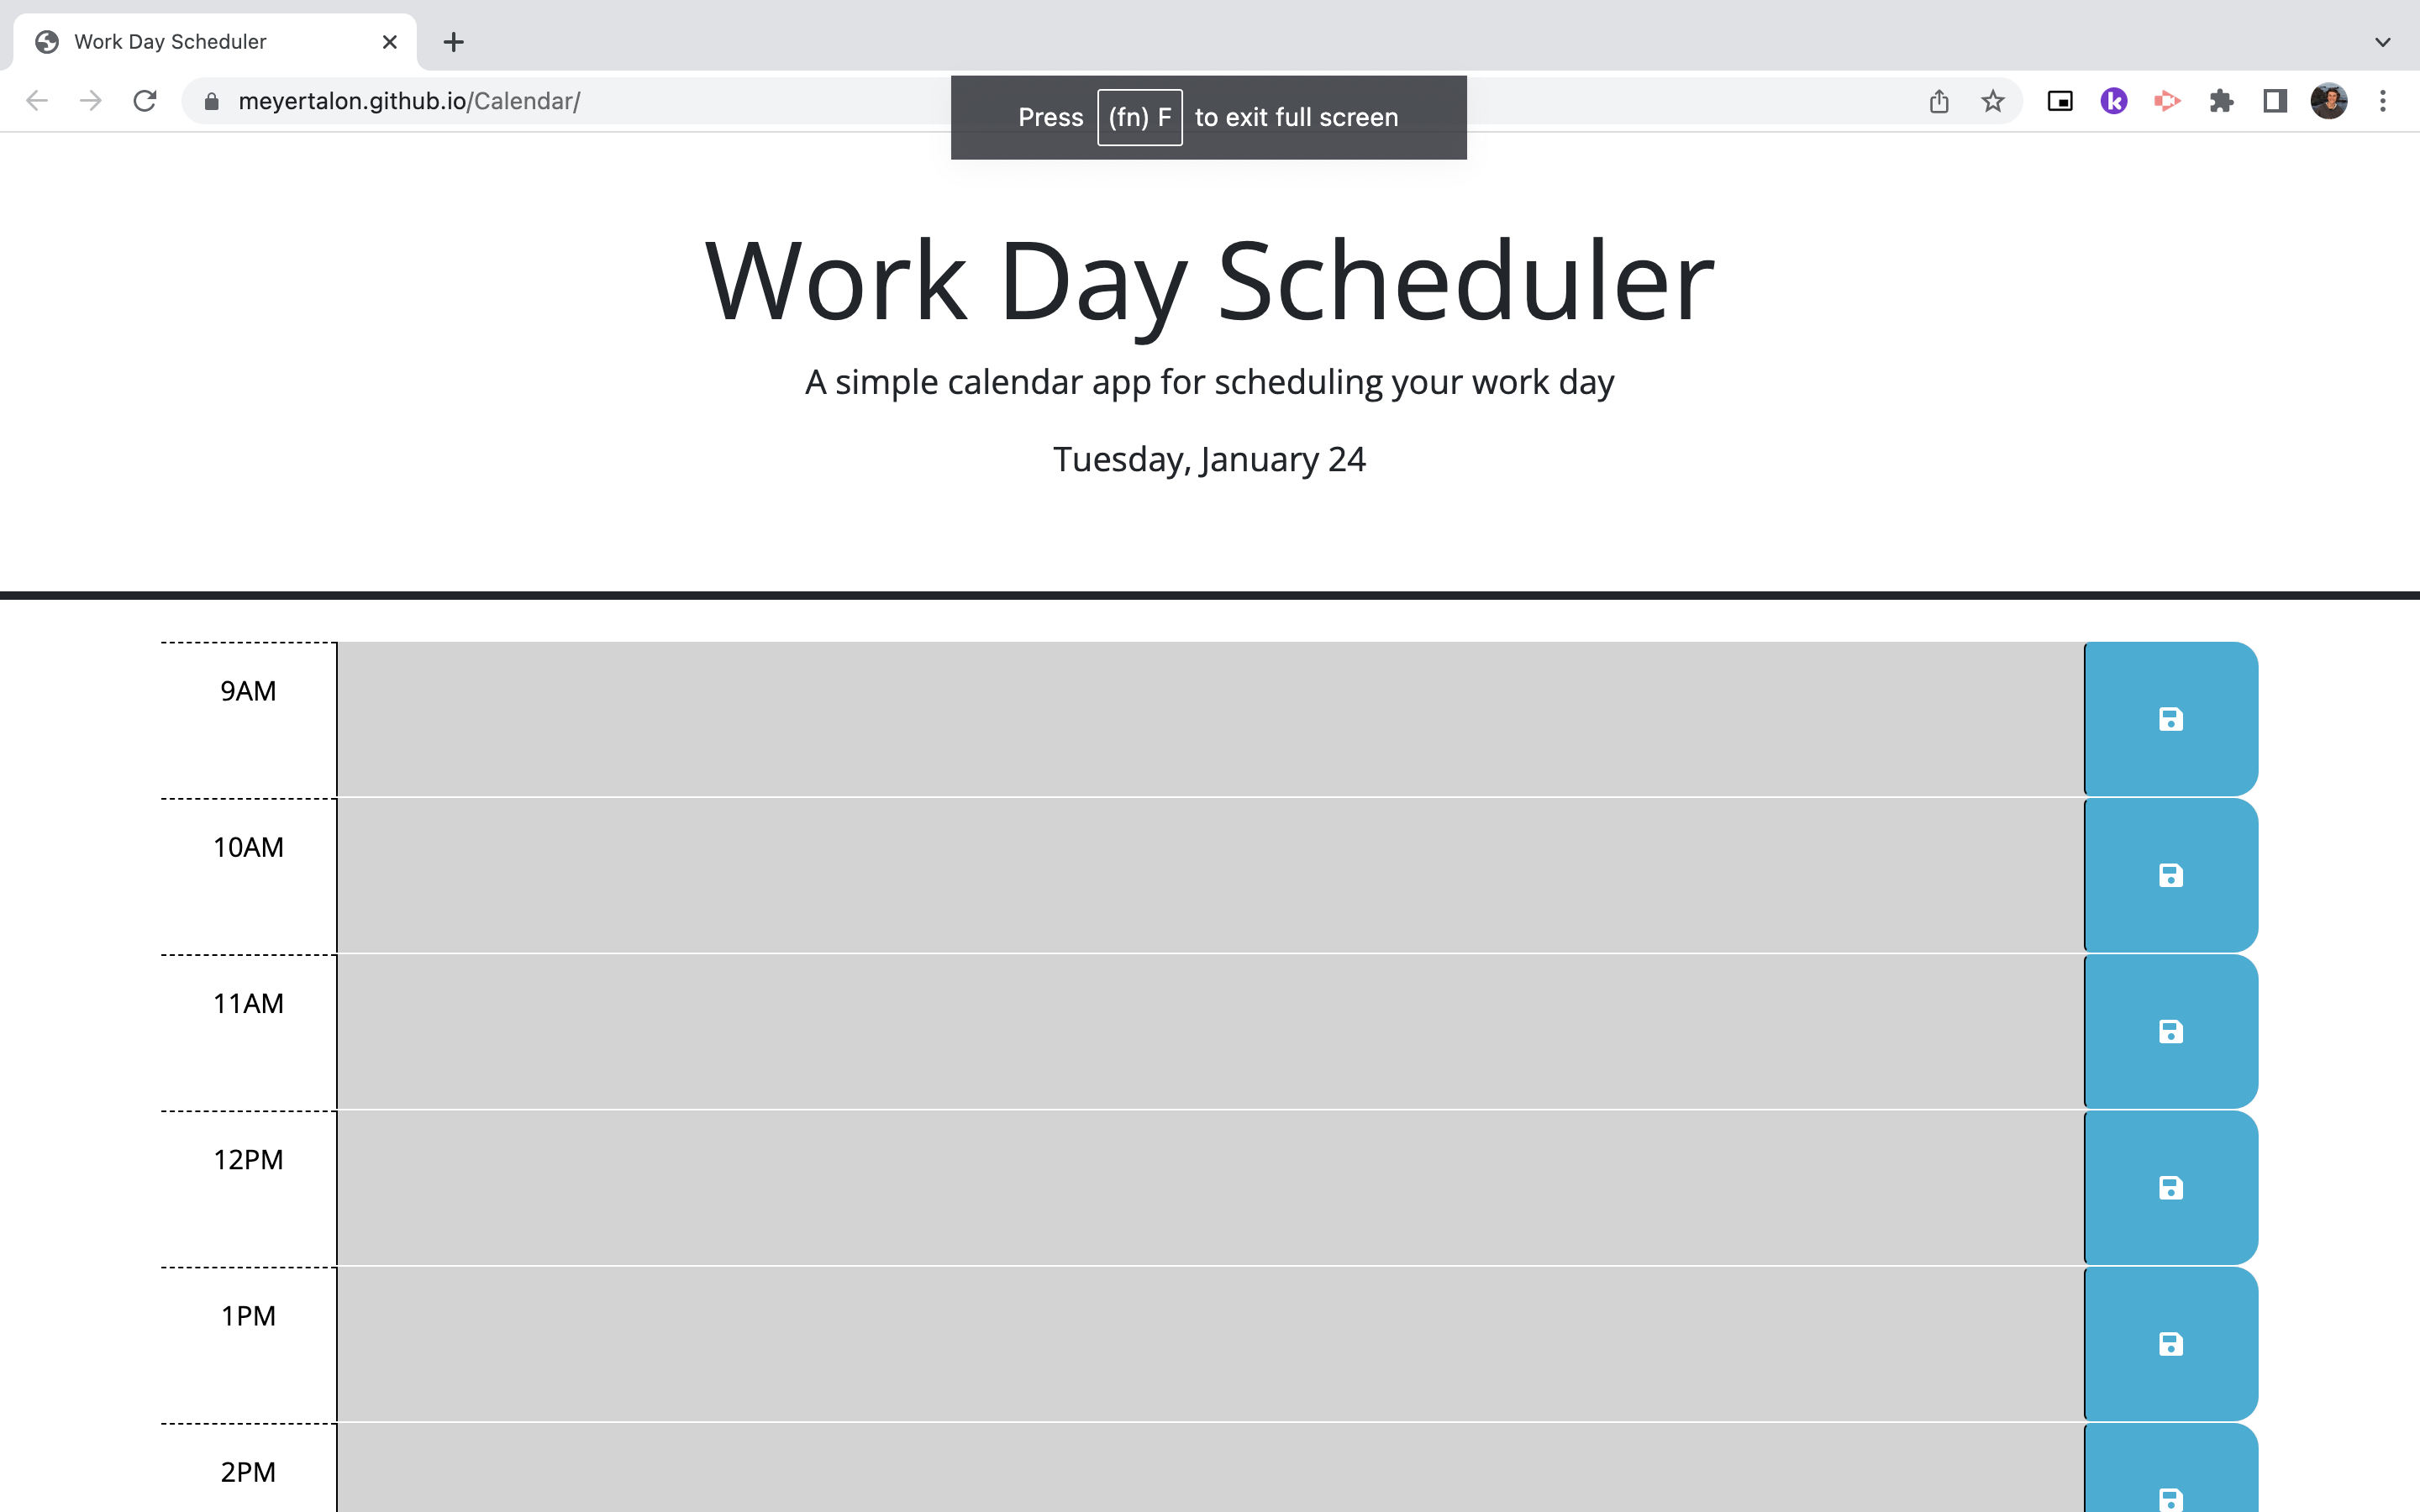 Work Day Scheduler
meyertalon.github.io/Calendar/
Press (fn) F to exit full screen
k
Work Day Scheduler
A simple calendar app for scheduling your work day
Tuesday, January 24
9AM
10AM
11AM
12PM
1PM
2PM